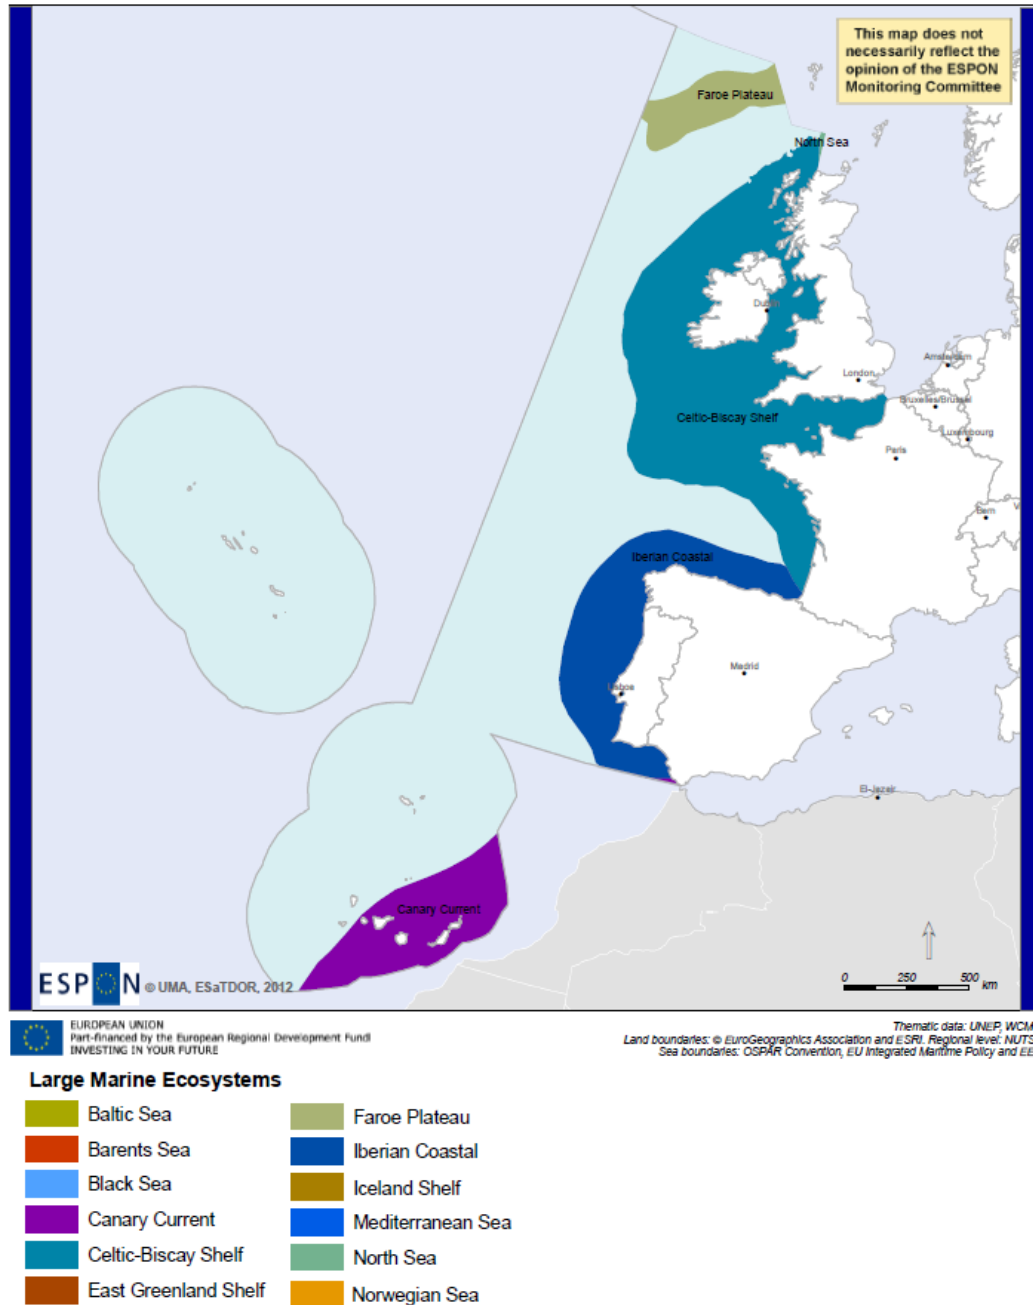 This map does not
necessarily reflect the
opinion of the ESPON
Monitoring Committee
Faroe Plateau
North Sea
Dublin
Amsterdam
London
Bruxelles/Brussel
Celtic-Biscay Shelf
Luxembourg
Paris
Bern
V
Iberian Coastal
Madrid
Lisboa
El-Jazair
Canary Current
ESPON © UMA, ESaTDOR, 2012
0 250 500
km
EUROPEAN UNION
Part-financed by the European Regional Development Fund
INVESTING IN YOUR FUTURE
Thematic data: UNEP, WCM
Land boundaries: © EuroGeographics Association and ESRI. Regional level: NUTS
Sea boundaries: OSPAR Convention, EU Integrated Maritime Policy and EE
Large Marine Ecosystems
Baltic Sea
Barents Sea
Black Sea
Canary Current
Celtic-Biscay Shelf
East Greenland Shelf
Faroe Plateau
Iberian Coastal
Iceland Shelf
Mediterranean Sea
North Sea
Norwegian Sea